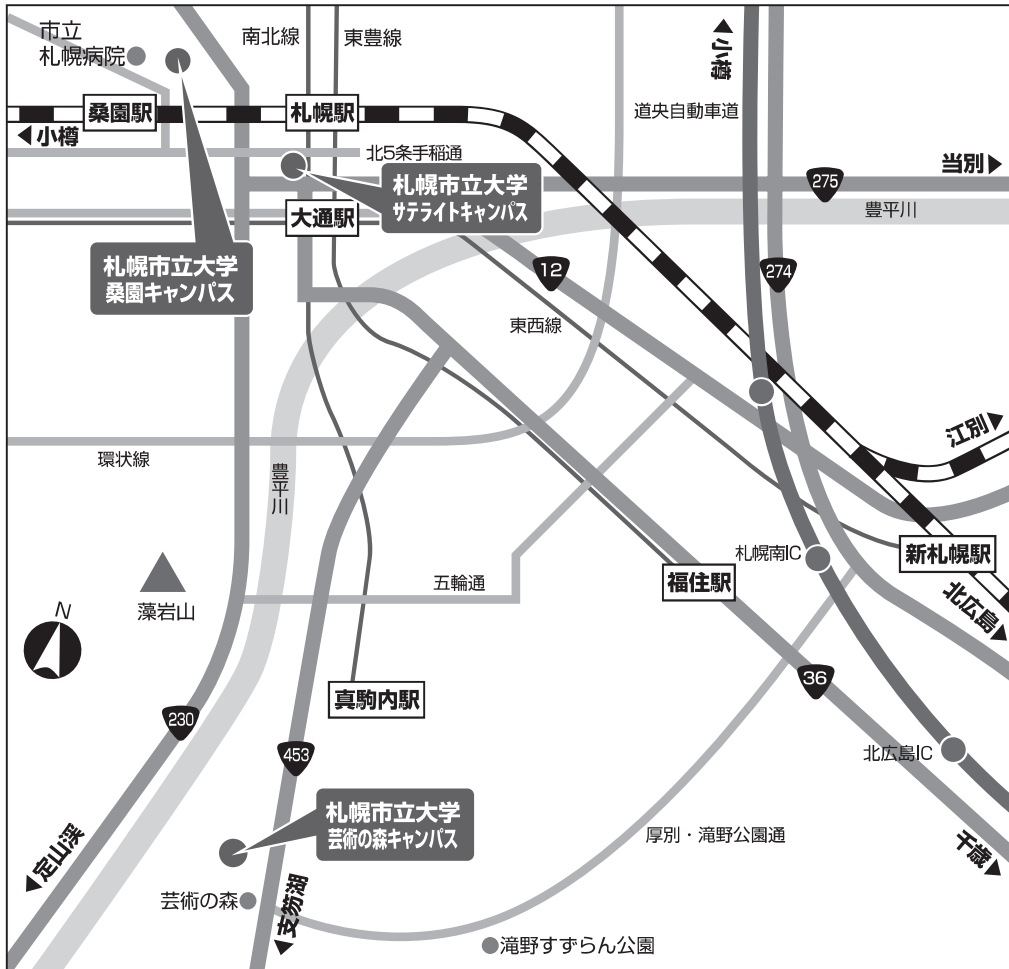 市立
札幌病院
南北線
東豊線
小樽
道央自動車道
桑園駅
札幌駅
小樽
北5条手稲通
当別
札幌市立大学
サテライトキャンパス
275
大通駅
豊平川
札幌市立大学
桑園キャンパス
12
274
東西線
江別
環状線
豊平川
札幌南IC
新札幌駅
五輪通
福住駅
北広島
藻岩山
N
36
真駒内駅
230
453
北広島IC
札幌市立大学
芸術の森キャンパス
厚別・滝野公園通
千歳
定山渓
芸術の森
支笏湖
滝野すずらん公園